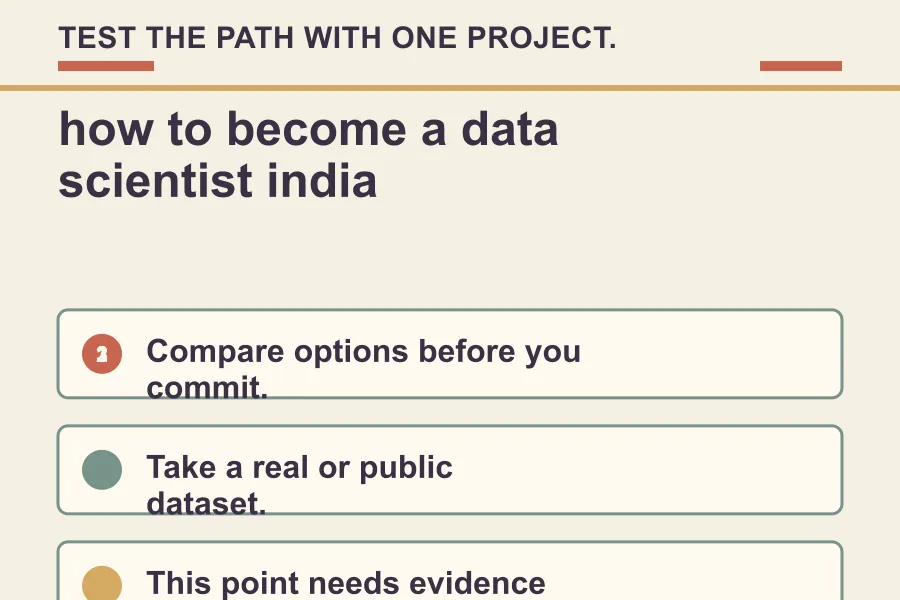 TEST THE PATH WITH ONE PROJECT.
how to become a data
scientist india
Compare options before you
commit.
Take a real or public
dataset.
This point needs evidence